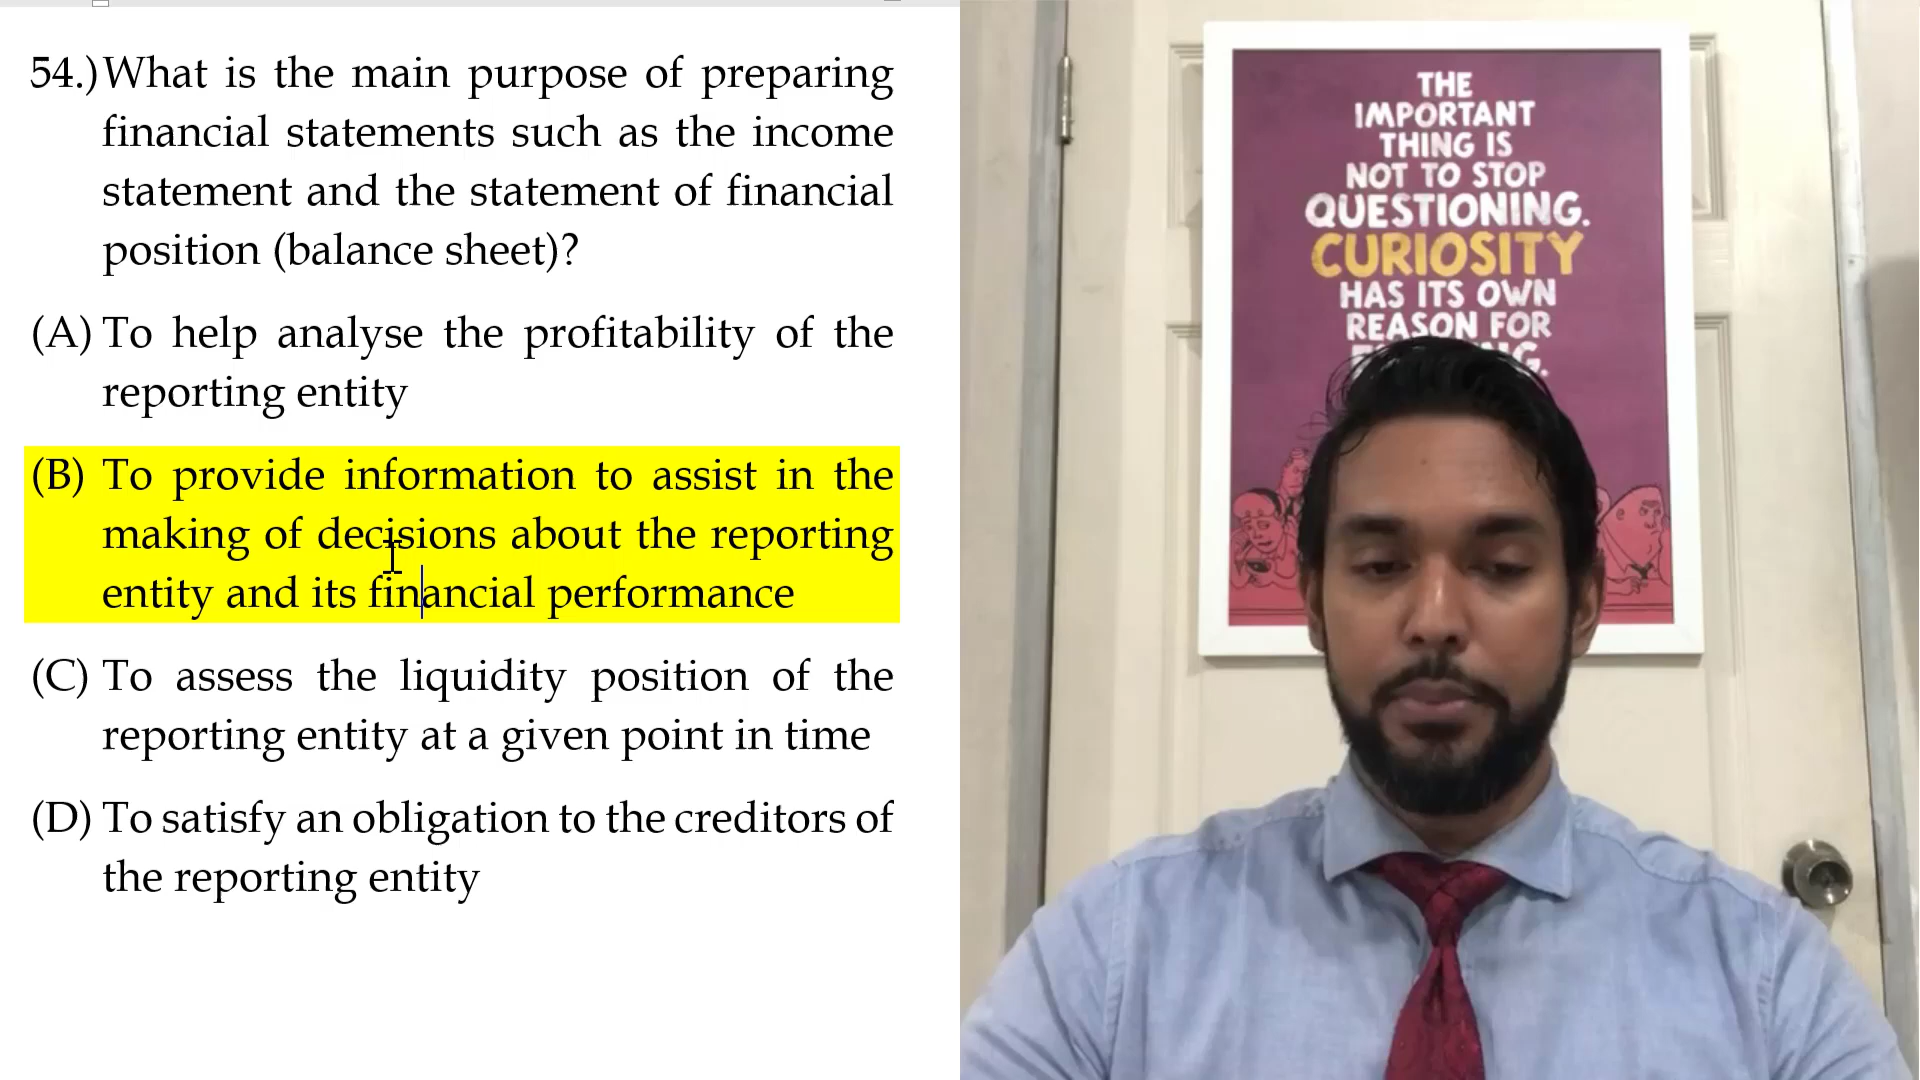 54.) What is the main purpose of preparing
financial statements such as the income
statement and the statement of financial
position (balance sheet)?
(A) To help analyse the profitability of the
reporting entity
(B) To provide information to assist in the
making of decisions about the reporting
entity and its financial performance
(C) To assess the liquidity position of the
reporting entity at a given point in time
(D) To satisfy an obligation to the creditors of
the reporting entity
THE
IMPORTANT
THING IS
NOT TO STOP
QUESTIONING.
CURIOSITY
HAS ITS OWN
REASON FOR